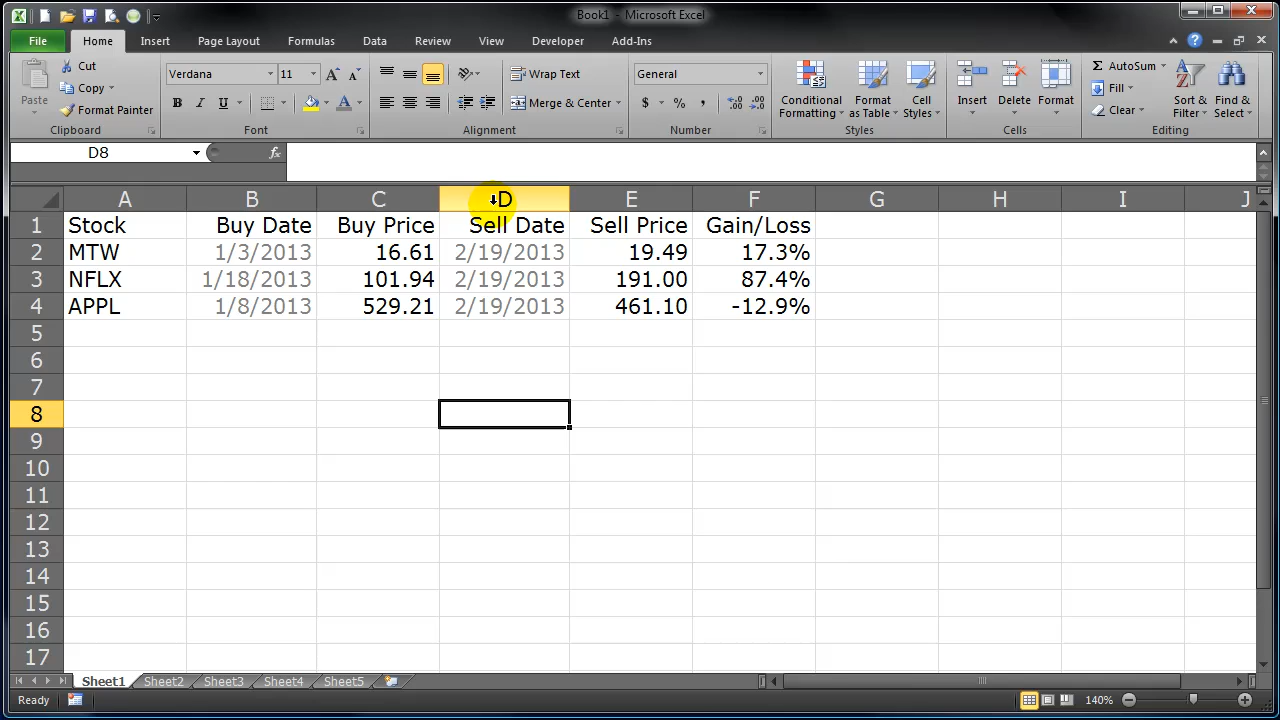 Book1 - Microsoft Excel
File Home Insert Page Layout Formulas Data Review View Developer Add-Ins
Paste
Cut
Copy
Format Painter
Clipboard
Verdana 11 A A
B I U A
Font
Wrap Text
Merge & Center
Alignment
General
$ % , .0 .00
Number
Conditional Formatting
Format as Table
Cell Styles
Styles
Insert
Delete
Format
Cells
Σ AutoSum
Fill
Clear
Sort & Filter
Find & Select
Editing
D8 fx
A B C D E F G H I J
1 Stock Buy Date Buy Price Sell Date Sell Price Gain/Loss
2 MTW 1/3/2013 16.61 2/19/2013 19.49 17.3%
3 NFLX 1/18/2013 101.94 2/19/2013 191.00 87.4%
4 APPL 1/8/2013 529.21 2/19/2013 461.10 -12.9%
5
6
7
8
9
10
11
12
13
14
15
16
17
Sheet1 Sheet2 Sheet3 Sheet4 Sheet5
Ready 140%